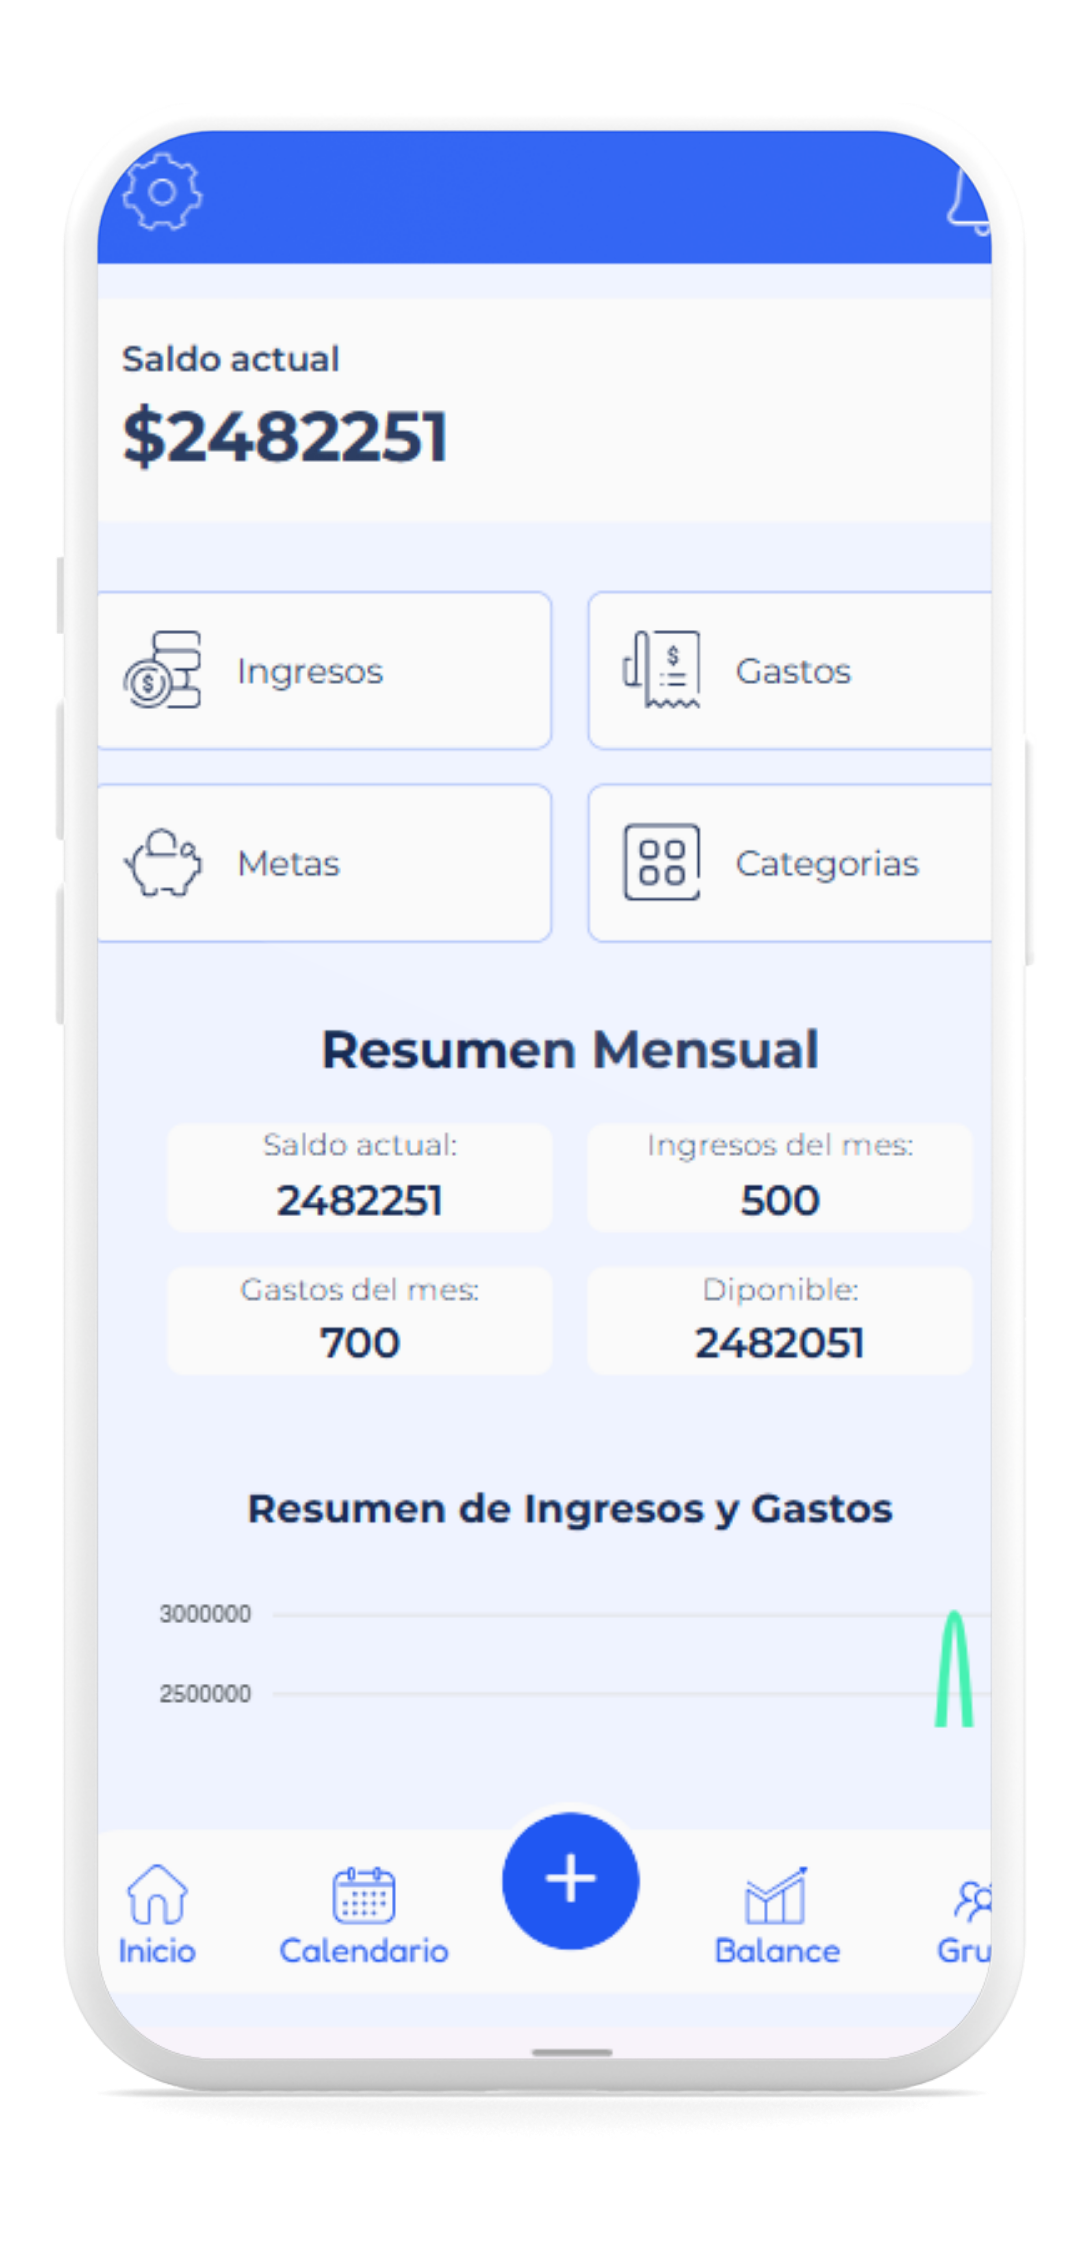 Saldo actual
$2482251
Ingresos
Gastos
Metas
Categorias
Resumen Mensual
Saldo actual:
2482251
Ingresos del mes:
500
Gastos del mes:
700
Diponible:
2482051
Resumen de Ingresos y Gastos
3000000
2500000
Inicio
Calendario
+
Balance
Gru